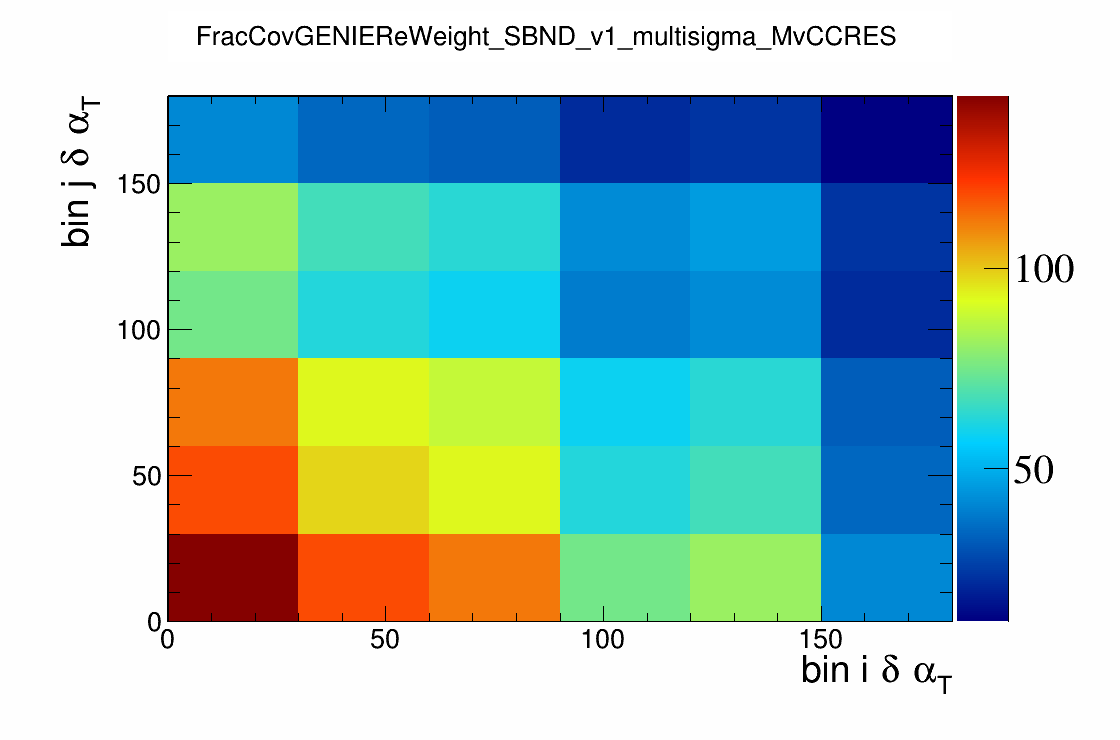 FracCovGENIEReWeight_SBND_v1_multisigma_MvCCRES
bin j δ α_T
150
100
50
0
0 50 100 150
bin i δ α_T
100
50